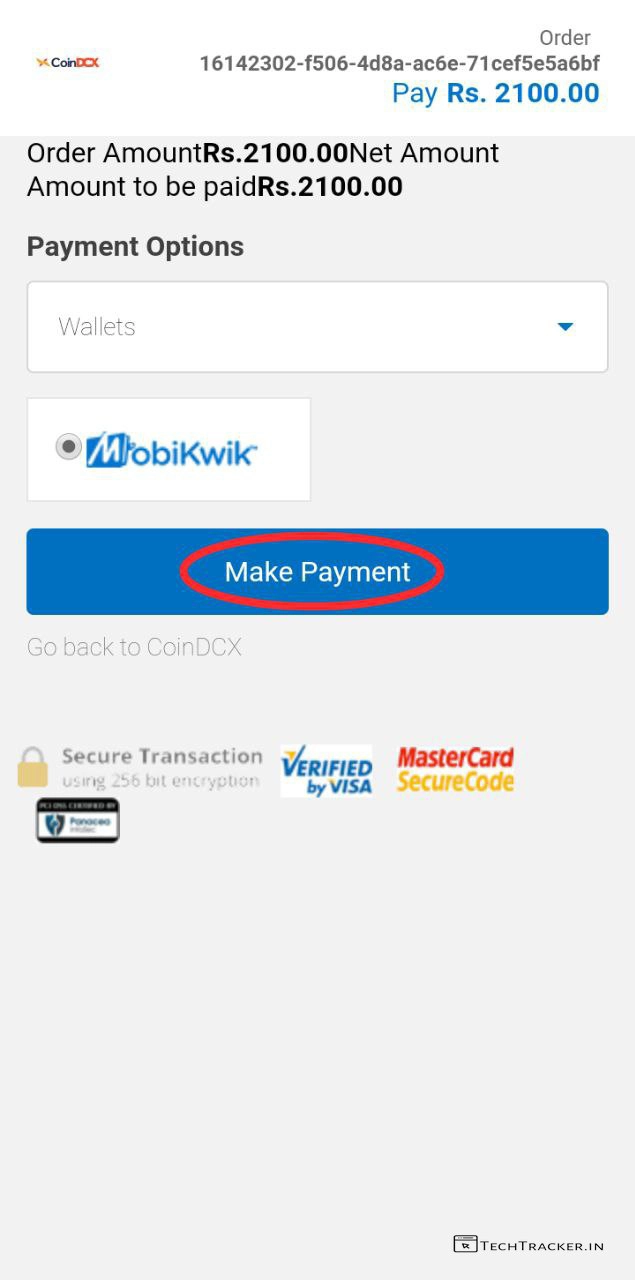 CoinDCX
Order
16142302-f506-4d8a-ac6e-71cef5e5a6bf
Pay Rs. 2100.00
Order AmountRs.2100.00Net Amount
Amount to be paidRs.2100.00
Payment Options
Wallets
MobiKwik
Make Payment
Go back to CoinDCX
Secure Transaction
using 256 bit encryption
VERIFIED
by VISA
MasterCard
SecureCode
PCI DSS CERTIFIED BY
Panacea
Infosec
TECHTRACKER.IN